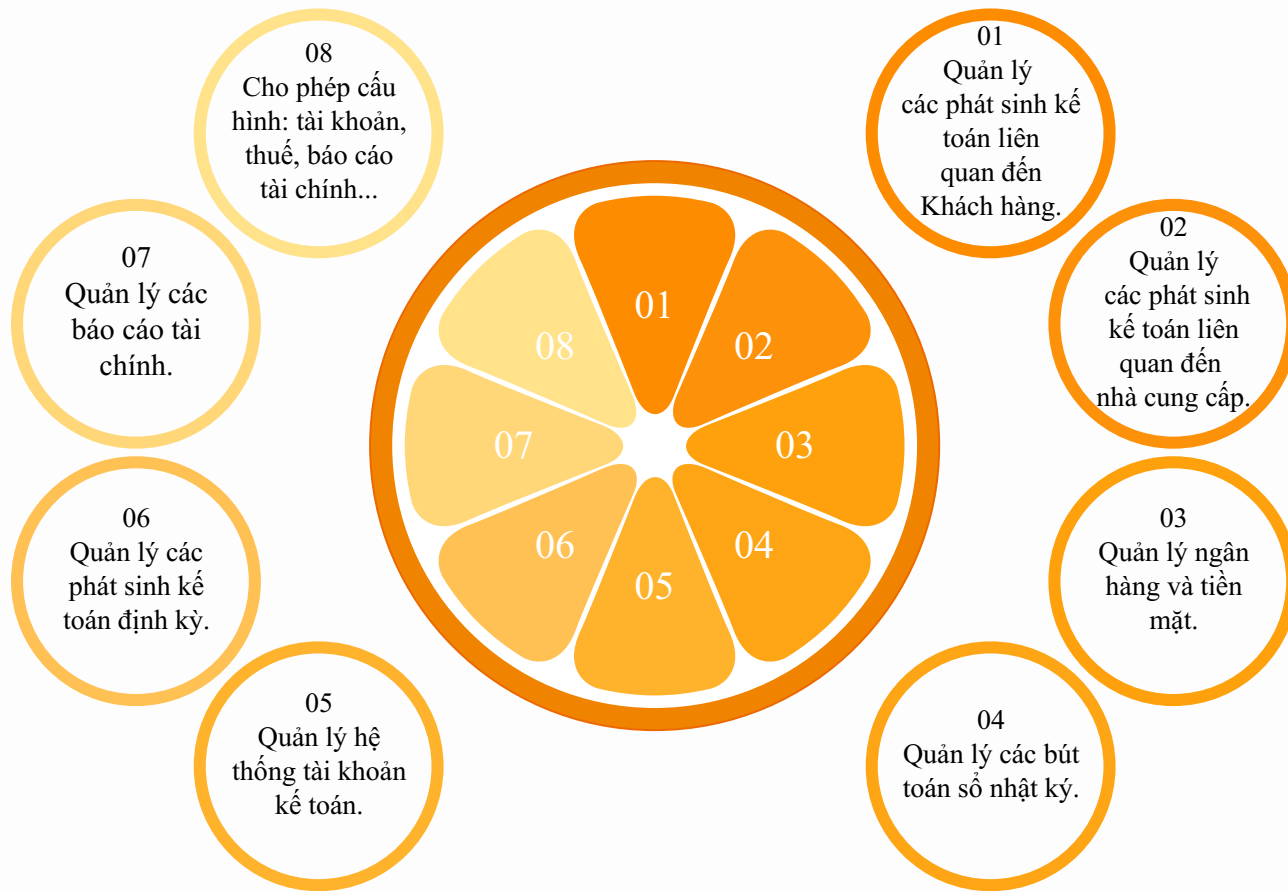 01
Quản lý
các phát sinh kế
toán liên
quan đến
Khách hàng.
02
Quản lý
các phát sinh
kế toán liên
quan đến
nhà cung cấp.
03
Quản lý ngân
hàng và tiền
mặt.
04
Quản lý các bút
toán sổ nhật ký.
05
Quản lý hệ
thống tài khoản
kế toán.
06
Quản lý các
phát sinh kế
toán định kỳ.
07
Quản lý các
báo cáo tài
chính.
08
Cho phép cấu
hình: tài khoản,
thuế, báo cáo
tài chính...
01
02
03
04
05
06
07
08